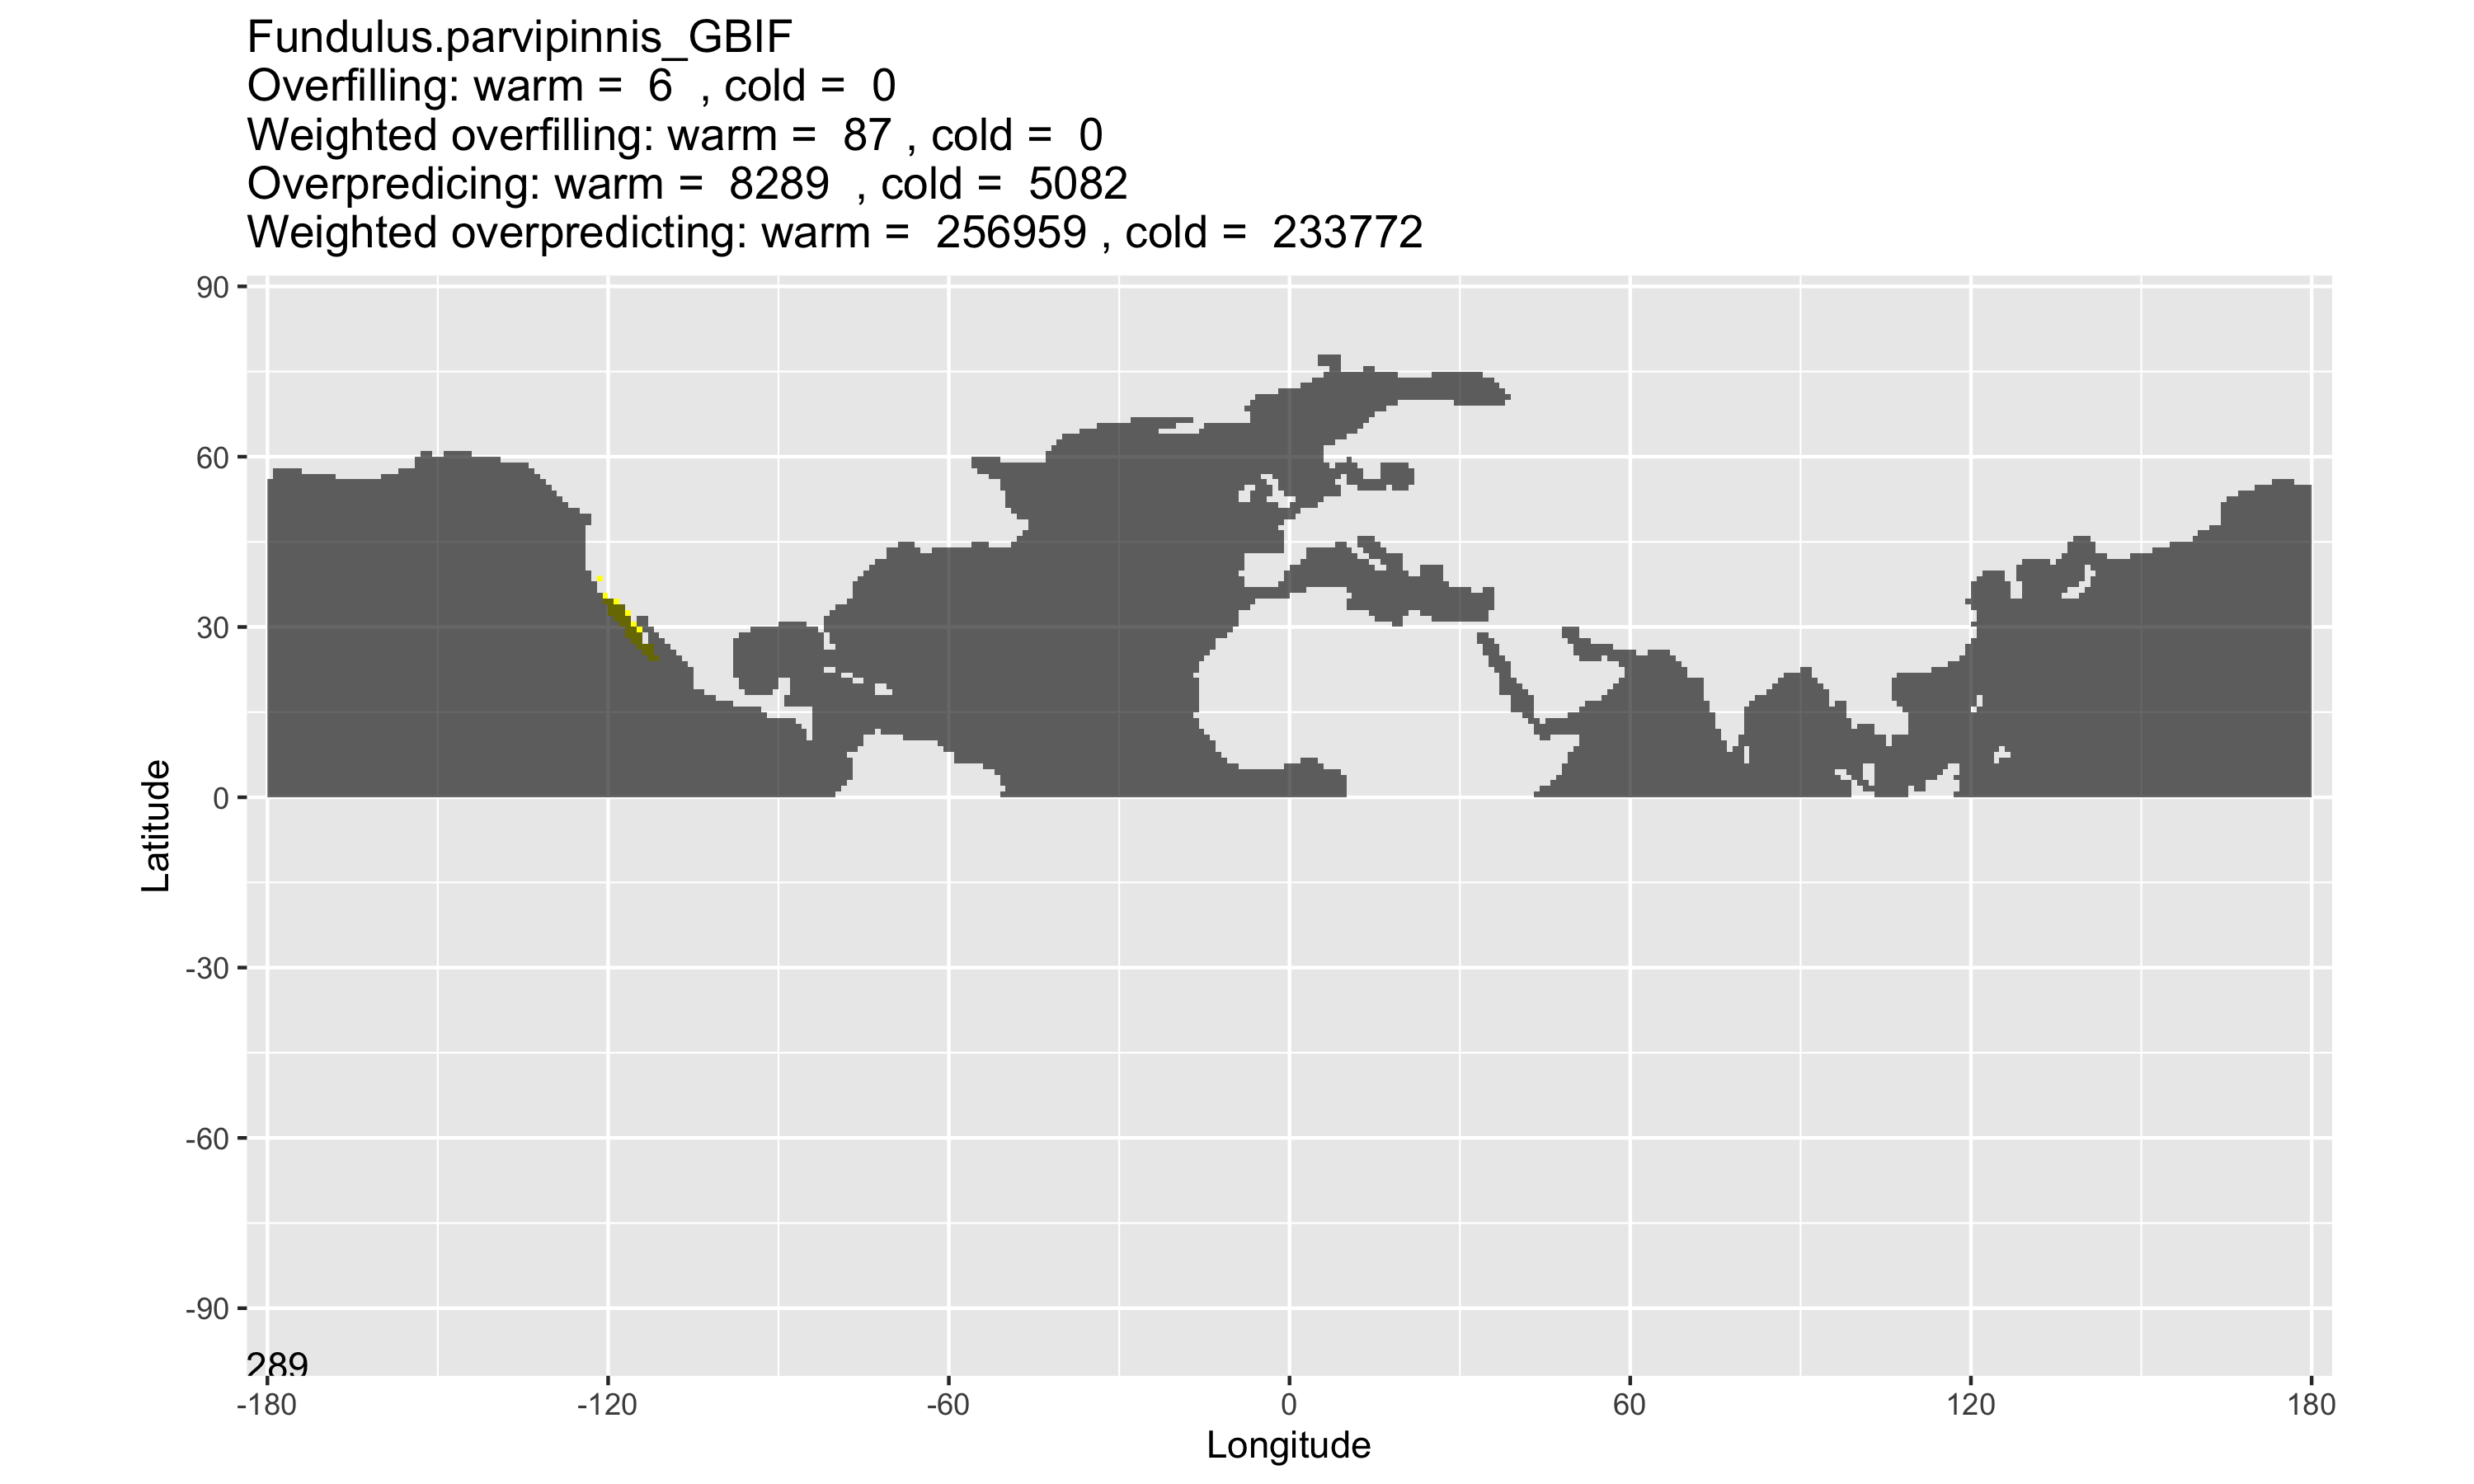 Fundulus.parvipinnis_GBIF
Overfilling: warm = 6 , cold = 0
Weighted overfilling: warm = 87 , cold = 0
Overpredicing: warm = 8289 , cold = 5082
Weighted overpredicting: warm = 256959 , cold = 233772
90
60
30
0
-30
-60
-90
Latitude
289
-180
-120
-60
0
60
120
180
Longitude